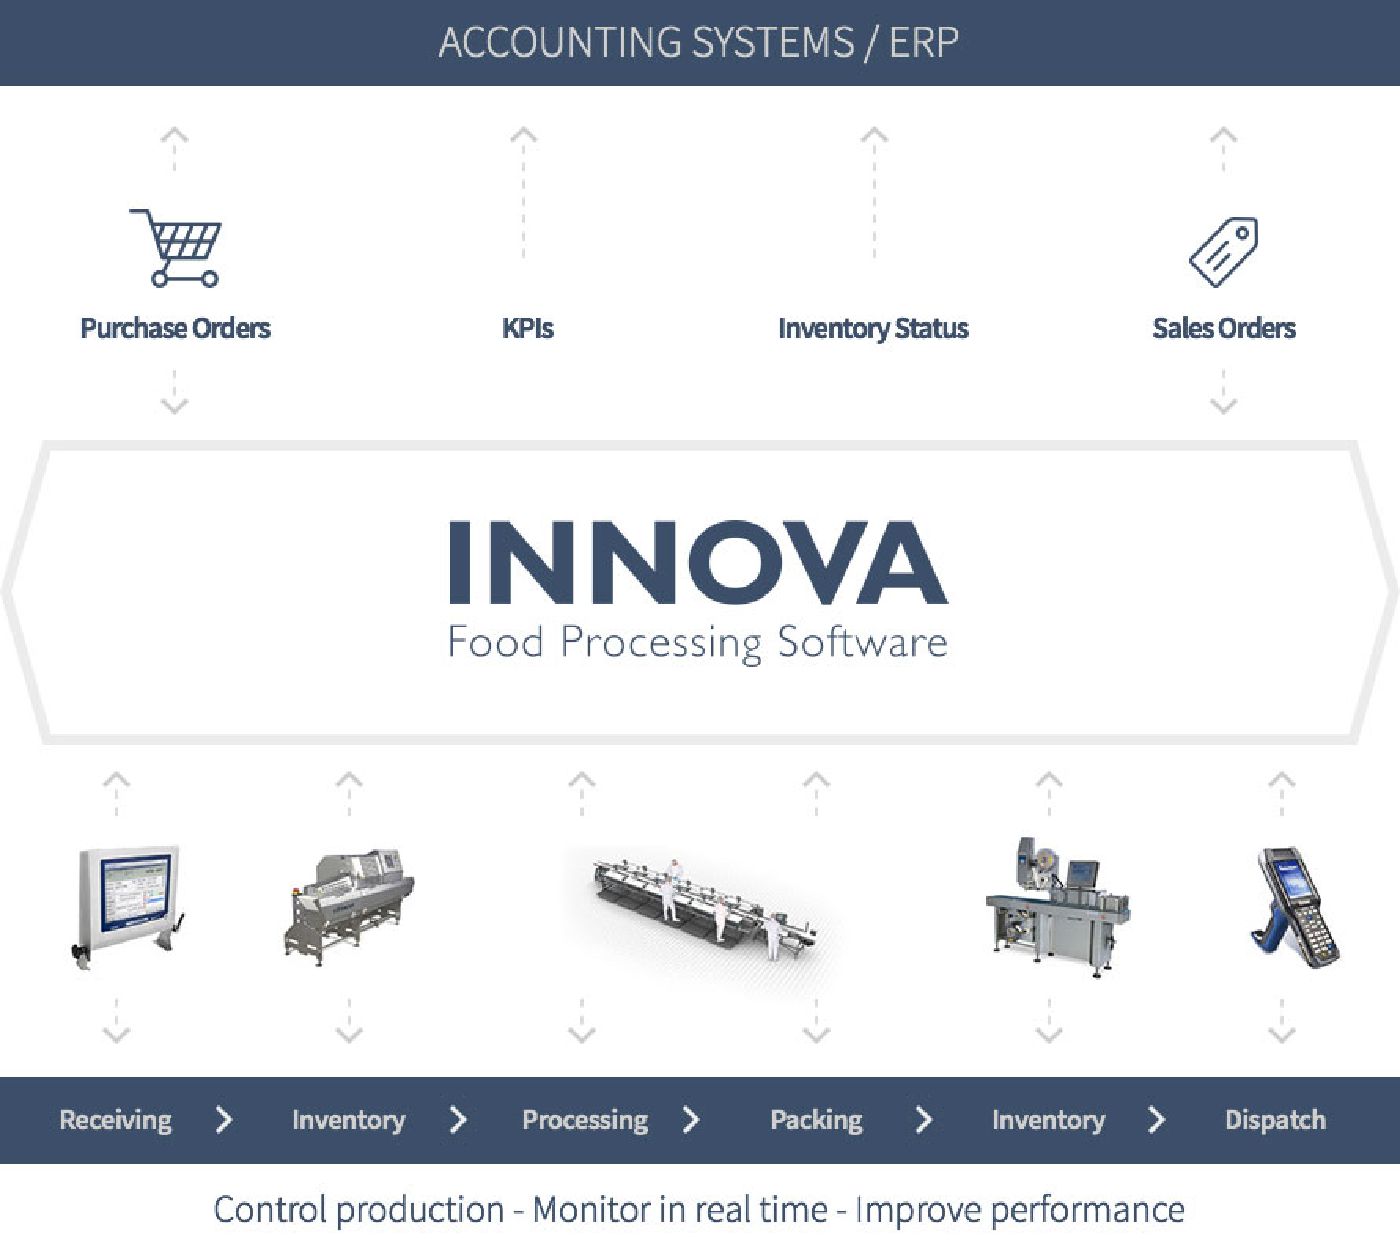 ACCOUNTING SYSTEMS / ERP
Purchase Orders
KPIs
Inventory Status
Sales Orders
INNOVA
Food Processing Software
Receiving
Inventory
Processing
Packing
Inventory
Dispatch
Control production - Monitor in real time - Improve performance